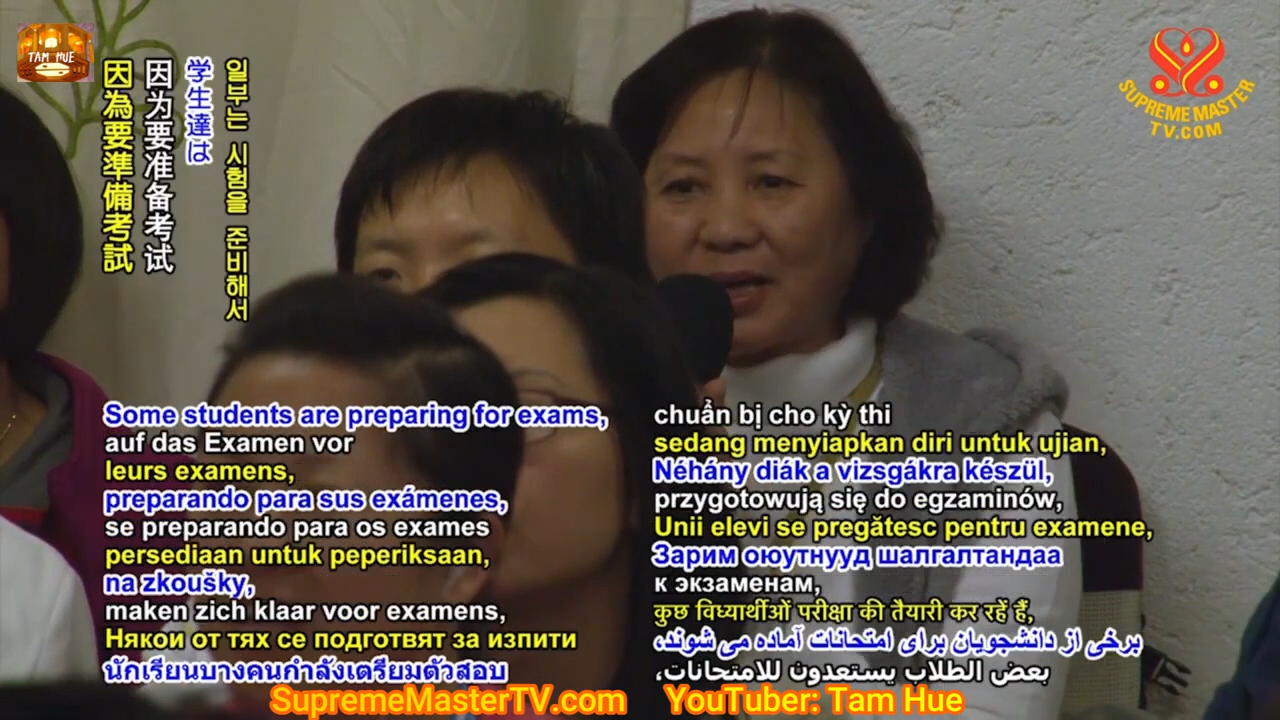 TAM HUE
因為要準備考試
因为要准备考试
学生達は
일부는 시험을 준비해서
SUPREME MASTER
TV.COM
Some students are preparing for exams,
auf das Examen vor
leurs examens,
preparando para sus exámenes,
se preparando para os exames
persediaan untuk peperiksaan,
na zkoušky,
maken zich klaar voor examens,
Някои от тях се подготвят за изпити
นักเรียนบางคนกำลังเตรียมตัวสอบ
chuẩn bị cho kỳ thi
sedang menyiapkan diri untuk ujian,
Néhány diák a vizsgákra készül,
przygotowują się do egzaminów,
Unii elevi se pregătesc pentru examene,
Зарим оюутнууд шалгалтандаа
к экзаменам,
कुछ विध्यार्थीओं परीक्षा की तैयारी कर रहें हैं,
برخی از دانشجویان برای امتحانات آماده می شوند،
بعض الطلاب يستعدون للامتحانات،
SupremeMasterTV.com YouTuber: Tam Hue